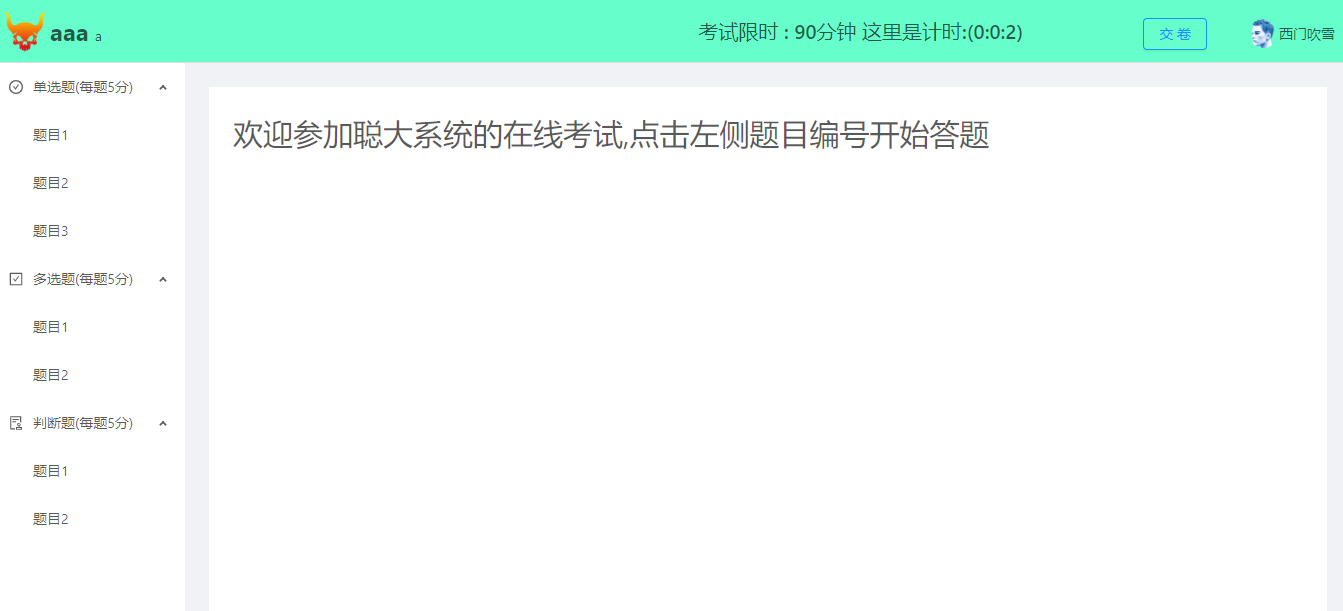 aaa a
考试限时 : 90分钟 这里是计时:(0:0:2)
交 卷
西门吹雪
单选题(每题5分)
题目1
题目2
题目3
多选题(每题5分)
题目1
题目2
判断题(每题5分)
题目1
题目2
欢迎参加聪大系统的在线考试,点击左侧题目编号开始答题